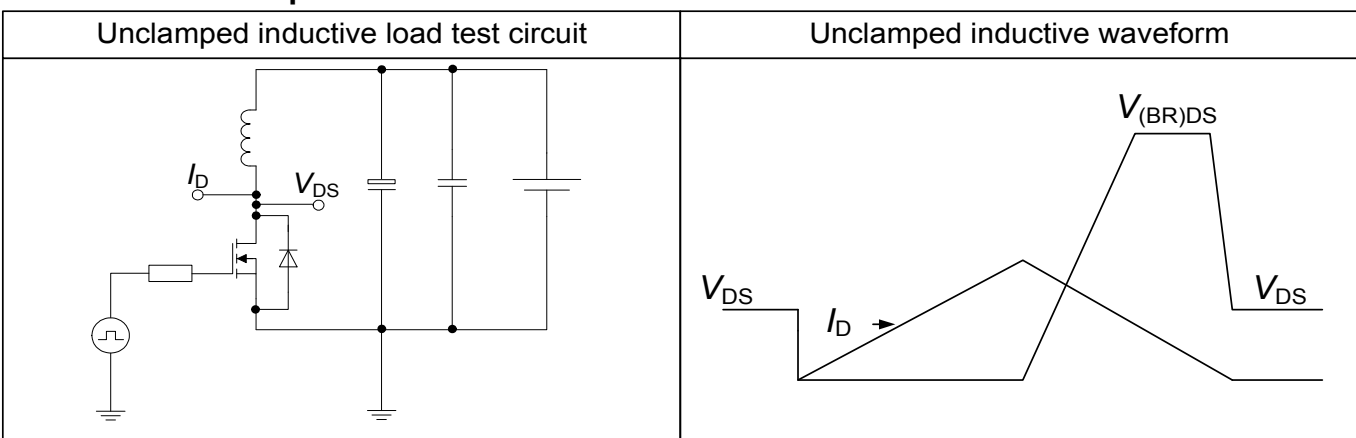 Unclamped inductive load test circuit
Unclamped inductive waveform
I_D
V_DS
V_(BR)DS
V_DS
I_D
V_DS